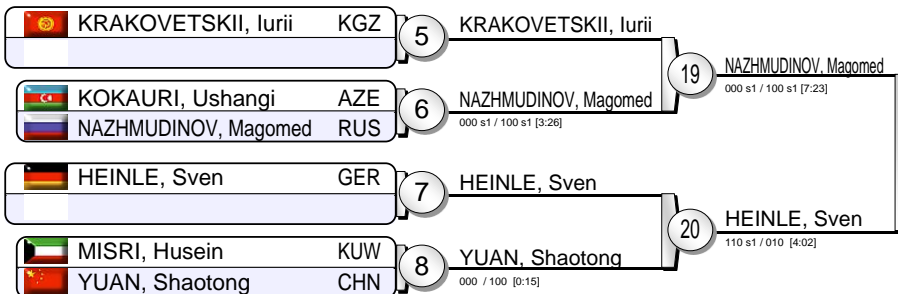 KRAKOVETSKII, Iurii KGZ
5
KRAKOVETSKII, Iurii
KOKAURI, Ushangi AZE
NAZHMUDINOV, Magomed RUS
6
NAZHMUDINOV, Magomed
000 s1 / 100 s1 [3:26]
19
NAZHMUDINOV, Magomed
000 s1 / 100 s1 [7:23]
HEINLE, Sven GER
7
HEINLE, Sven
MISRI, Husein KUW
YUAN, Shaotong CHN
8
YUAN, Shaotong
000 / 100 [0:15]
20
HEINLE, Sven
110 s1 / 010 [4:02]